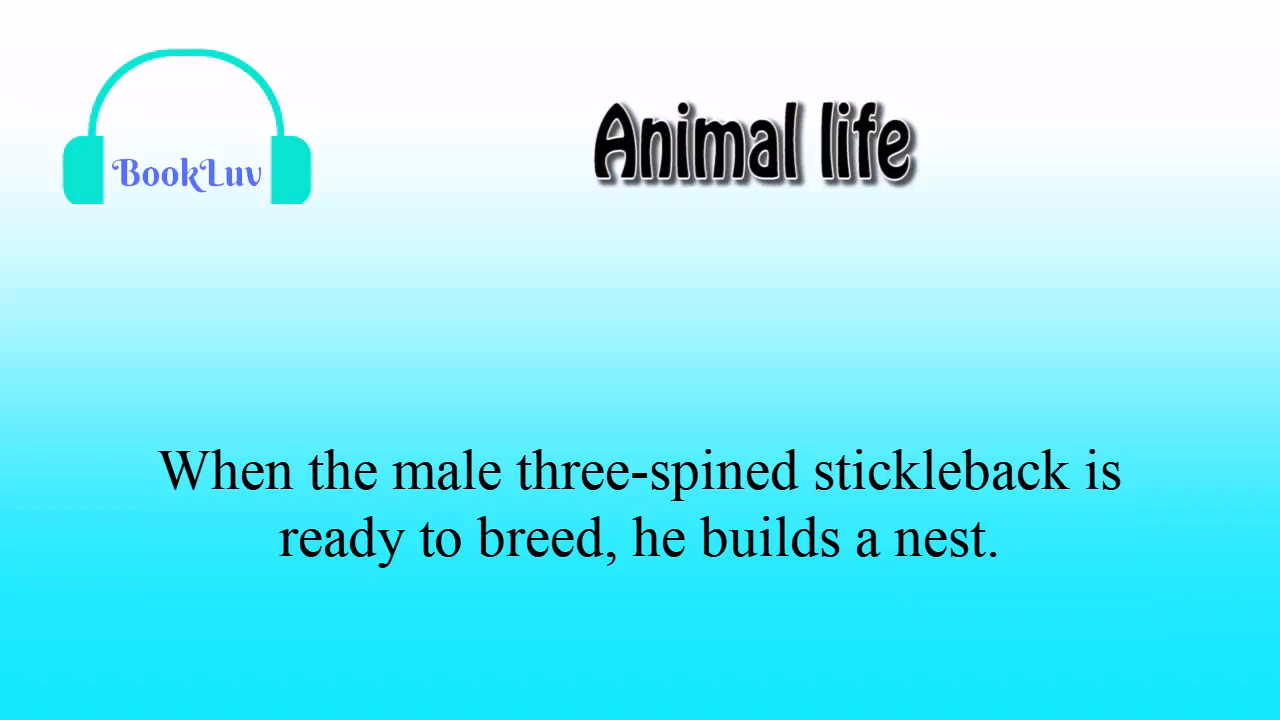 BookLuv
Animal life
When the male three-spined stickleback is
ready to breed, he builds a nest.